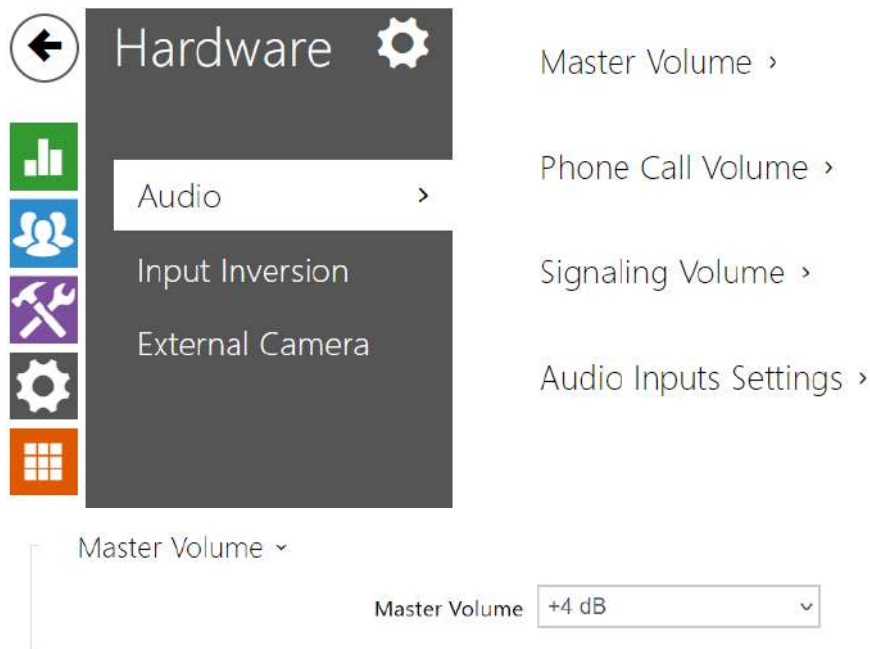 Hardware
Audio
Input Inversion
External Camera
Master Volume
Phone Call Volume
Signaling Volume
Audio Inputs Settings
Master Volume
Master Volume +4 dB